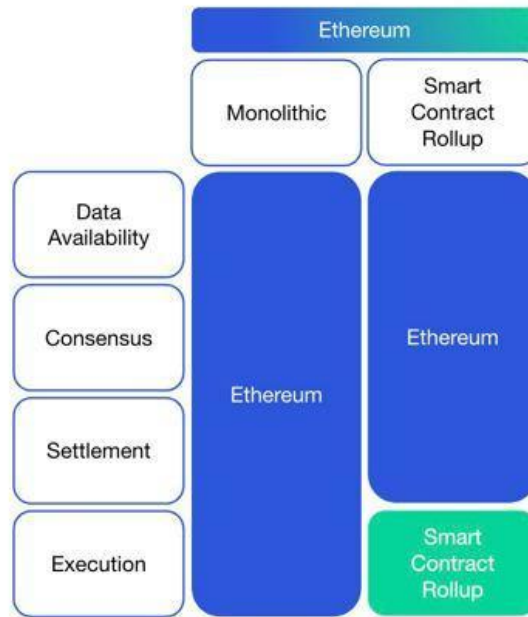 Ethereum
Monolithic
Smart
Contract
Rollup
Data
Availability
Consensus
Settlement
Execution
Ethereum
Ethereum
Smart
Contract
Rollup